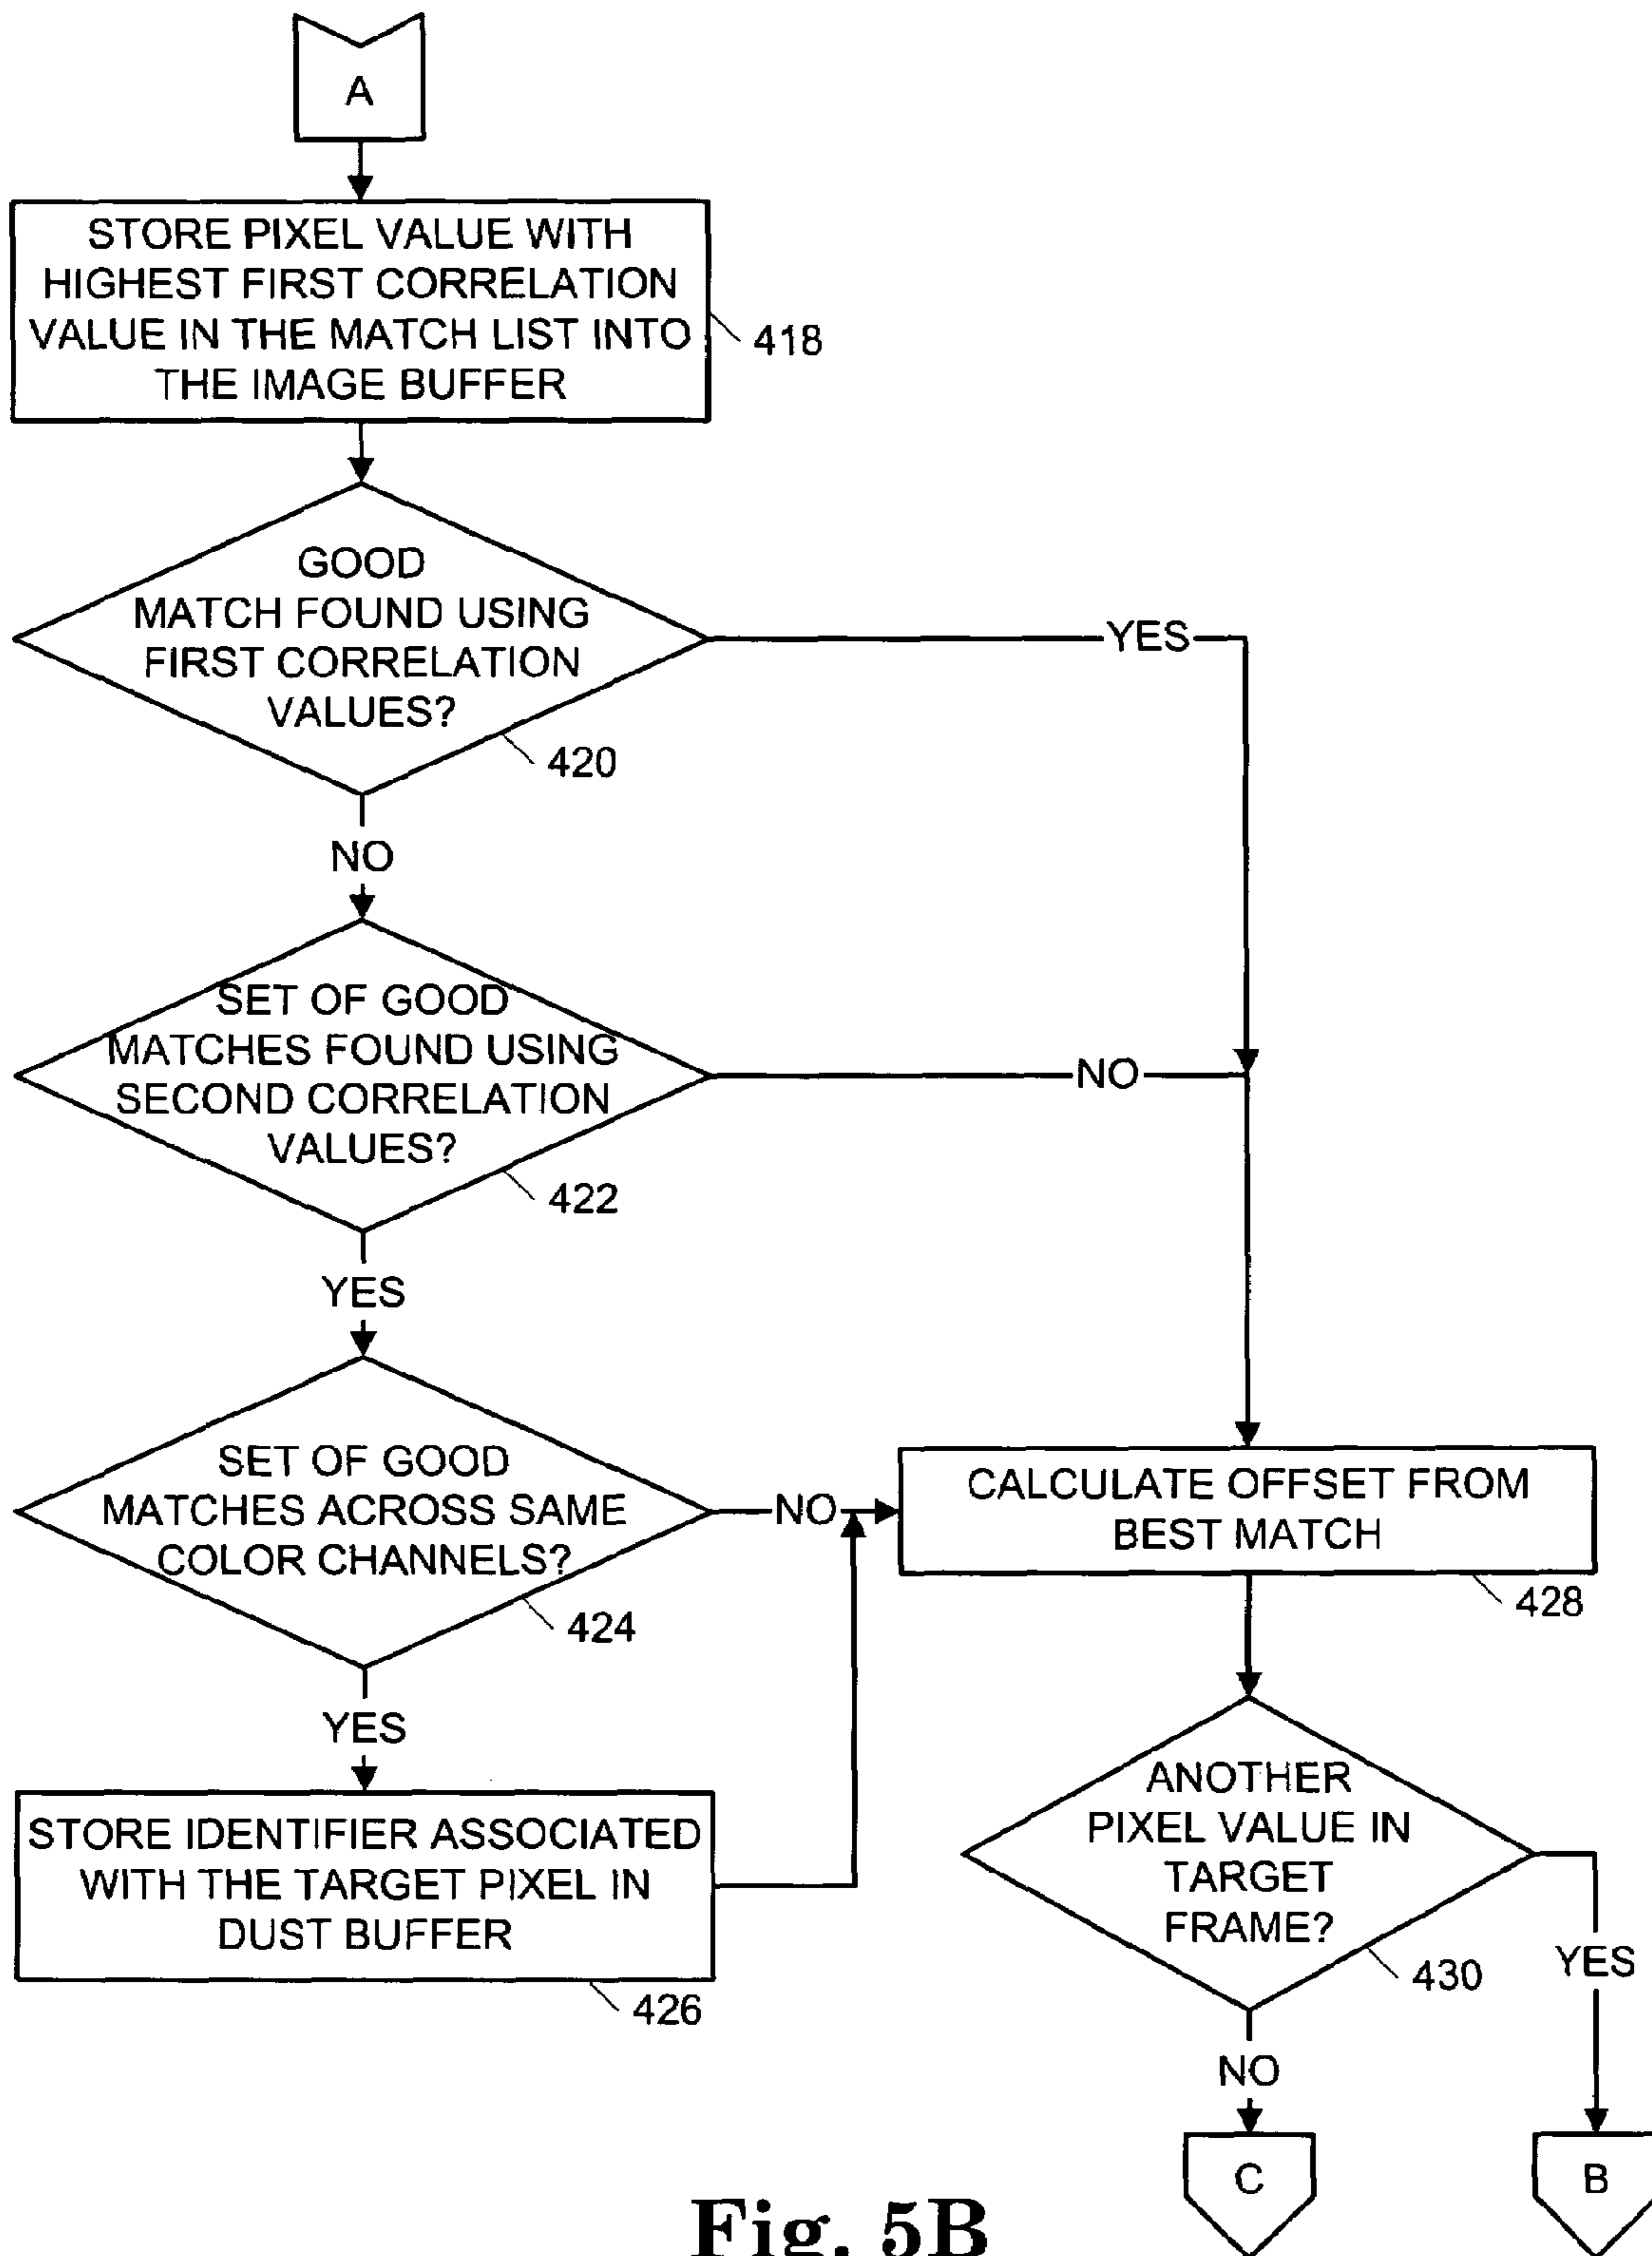 A
STORE PIXEL VALUE WITH
HIGHEST FIRST CORRELATION
VALUE IN THE MATCH LIST INTO
THE IMAGE BUFFER
418
GOOD
MATCH FOUND USING
FIRST CORRELATION
VALUES?
YES
420
NO
SET OF GOOD
MATCHES FOUND USING
SECOND CORRELATION
VALUES?
NO
422
YES
SET OF GOOD
MATCHES ACROSS SAME
COLOR CHANNELS?
NO
424
YES
STORE IDENTIFIER ASSOCIATED
WITH THE TARGET PIXEL IN
DUST BUFFER
426
CALCULATE OFFSET FROM
BEST MATCH
428
ANOTHER
PIXEL VALUE IN
TARGET
FRAME?
430
YES
NO
C
B
Fig. 5B